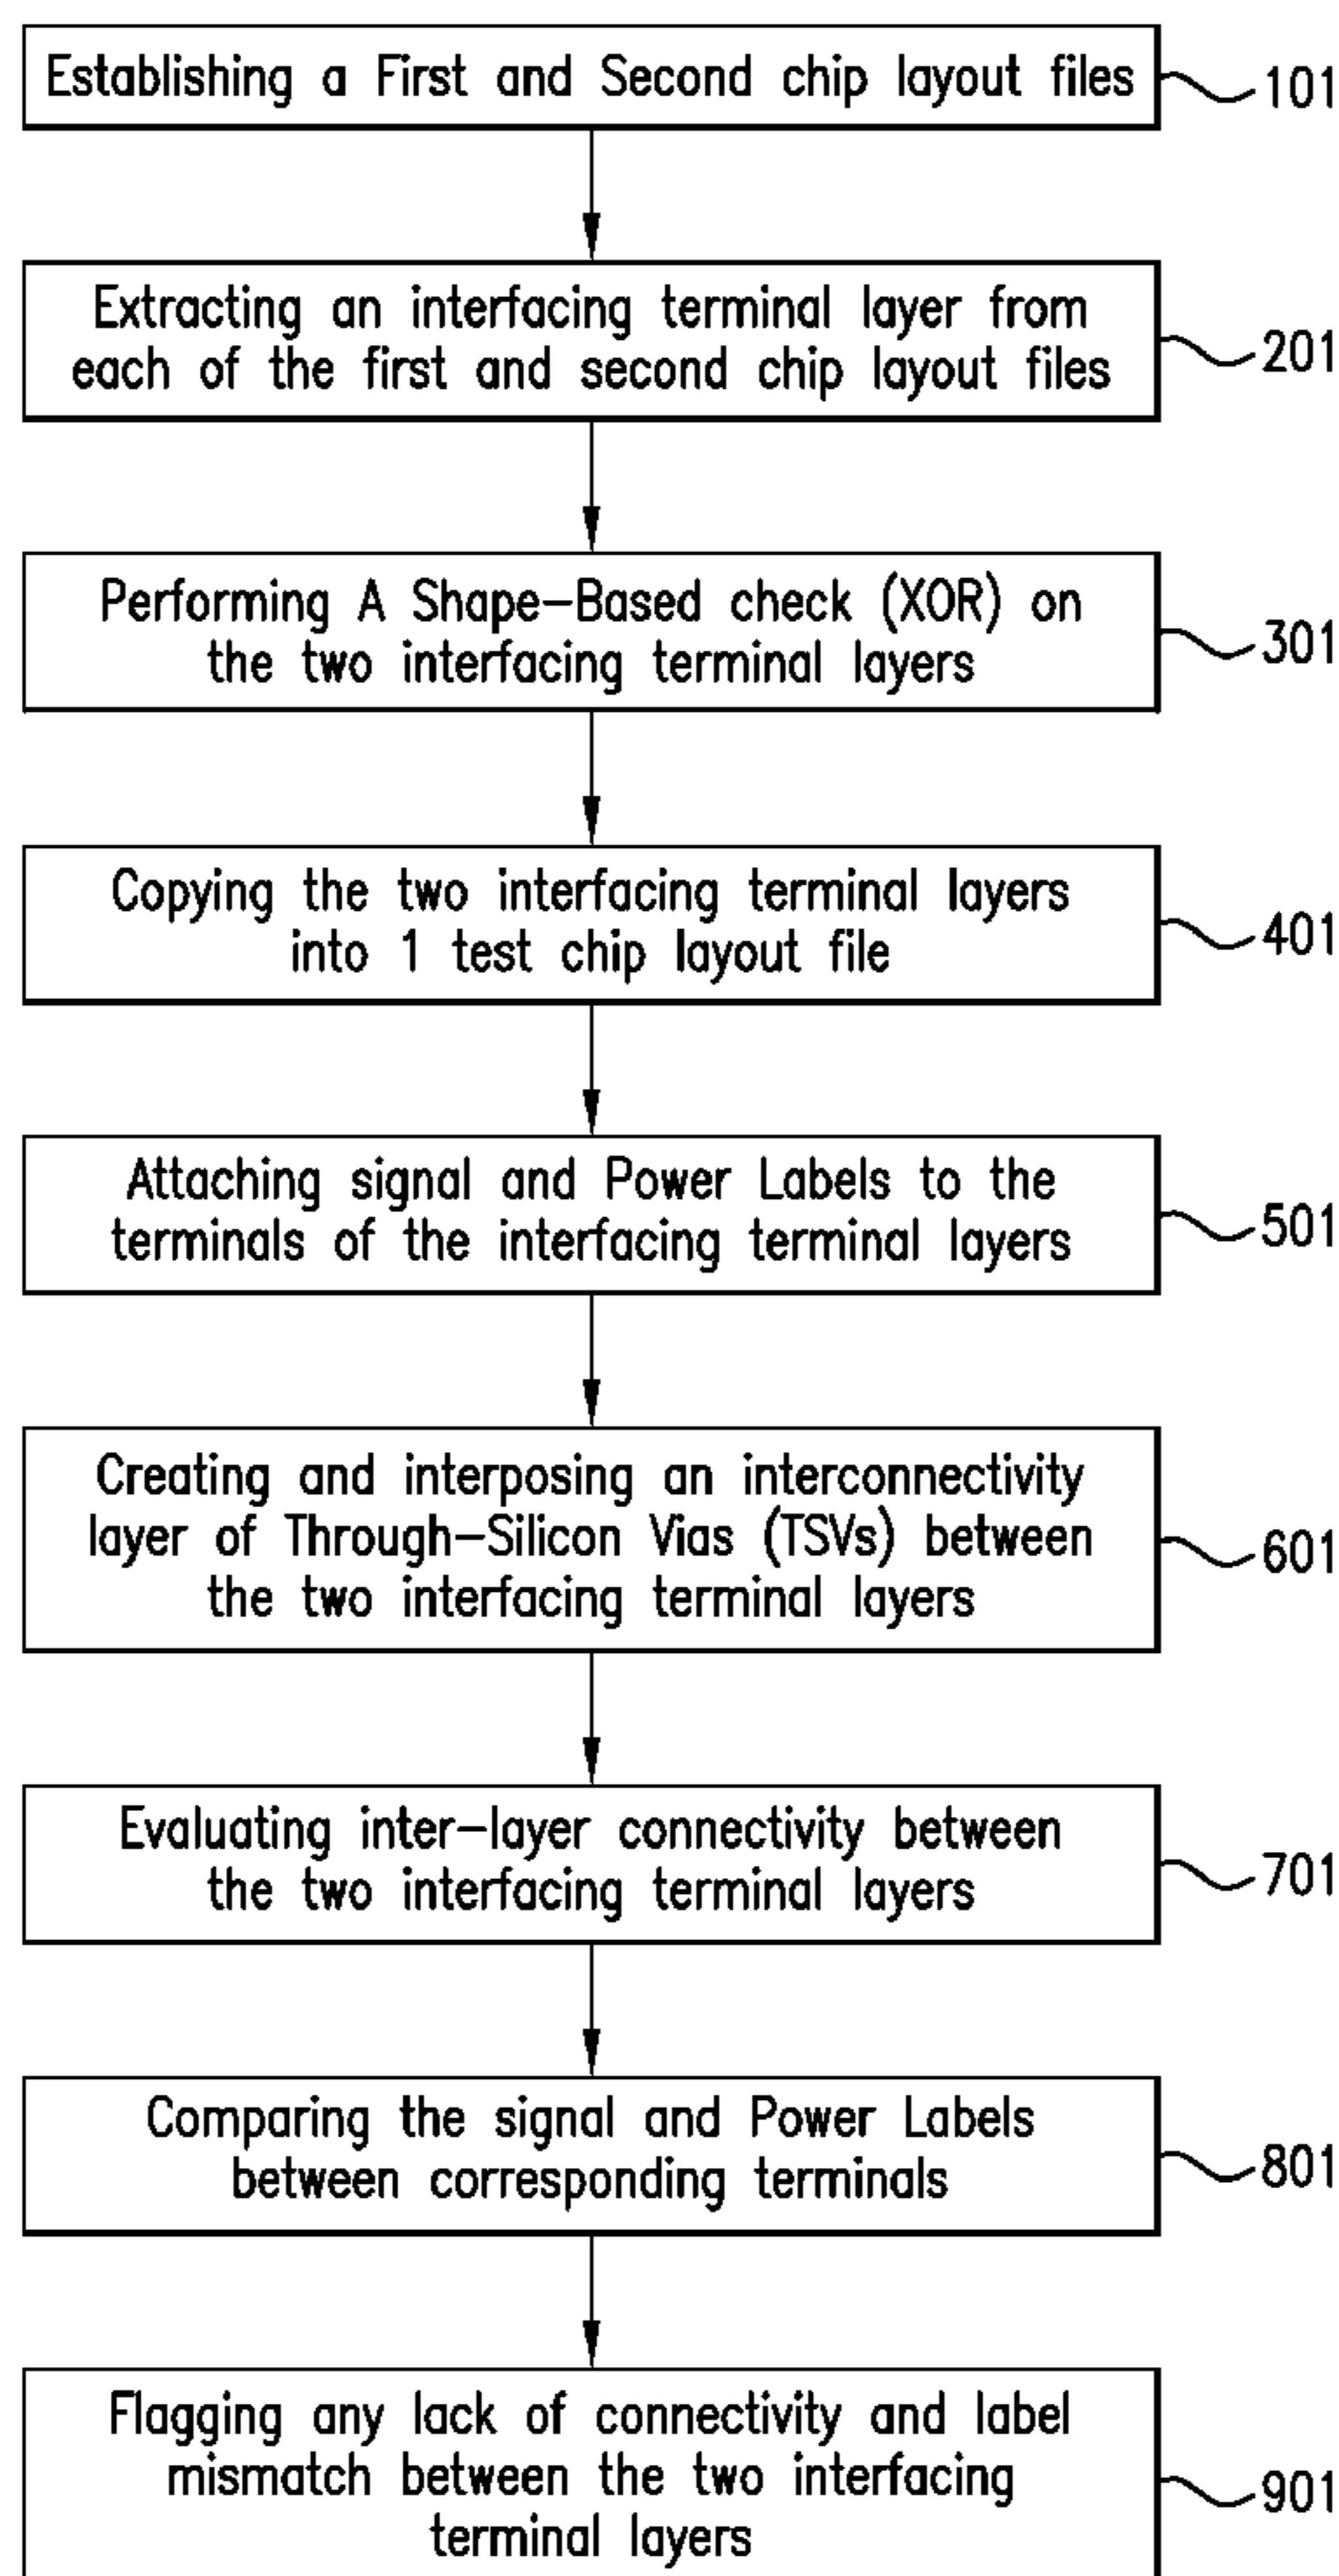 Establishing a First and Second chip layout files
101
Extracting an interfacing terminal layer from
each of the first and second chip layout files
201
Performing A Shape-Based check (XOR) on
the two interfacing terminal layers
301
Copying the two interfacing terminal layers
into 1 test chip layout file
401
Attaching signal and Power Labels to the
terminals of the interfacing terminal layers
501
Creating and interposing an interconnectivity
layer of Through-Silicon Vias (TSVs) between
the two interfacing terminal layers
601
Evaluating inter-layer connectivity between
the two interfacing terminal layers
701
Comparing the signal and Power Labels
between corresponding terminals
801
Flagging any lack of connectivity and label
mismatch between the two interfacing
terminal layers
901